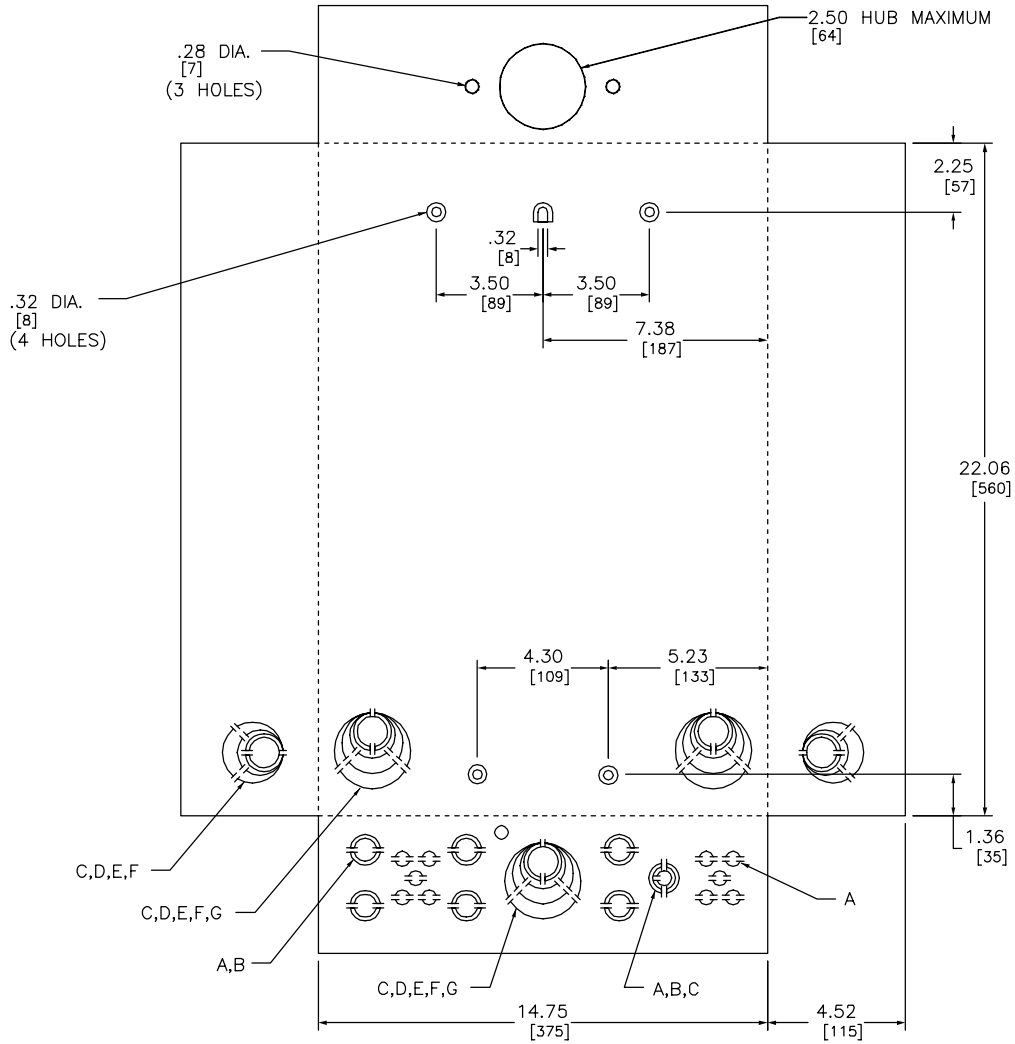 2.50 HUB MAXIMUM
[64]
.28 DIA.
[7]
(3 HOLES)
2.25
[57]
.32
[8]
3.50
[89]
3.50
[89]
.32 DIA.
[8]
(4 HOLES)
7.38
[187]
22.06
[560]
4.30
[109]
5.23
[133]
1.36
[35]
C,D,E,F
C,D,E,F,G
A
A,B
C,D,E,F,G
A,B,C
14.75
[375]
4.52
[115]